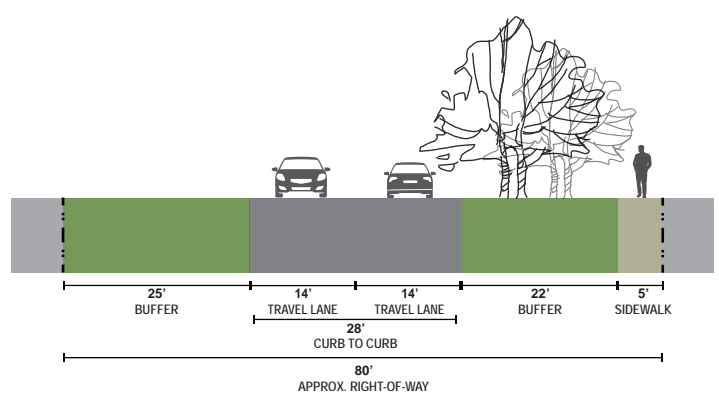 25’ 14’ 14’ 22’ 5’
BUFFER TRAVEL LANE TRAVEL LANE BUFFER SIDEWALK
28’
CURB TO CURB
80’
APPROX. RIGHT-OF-WAY